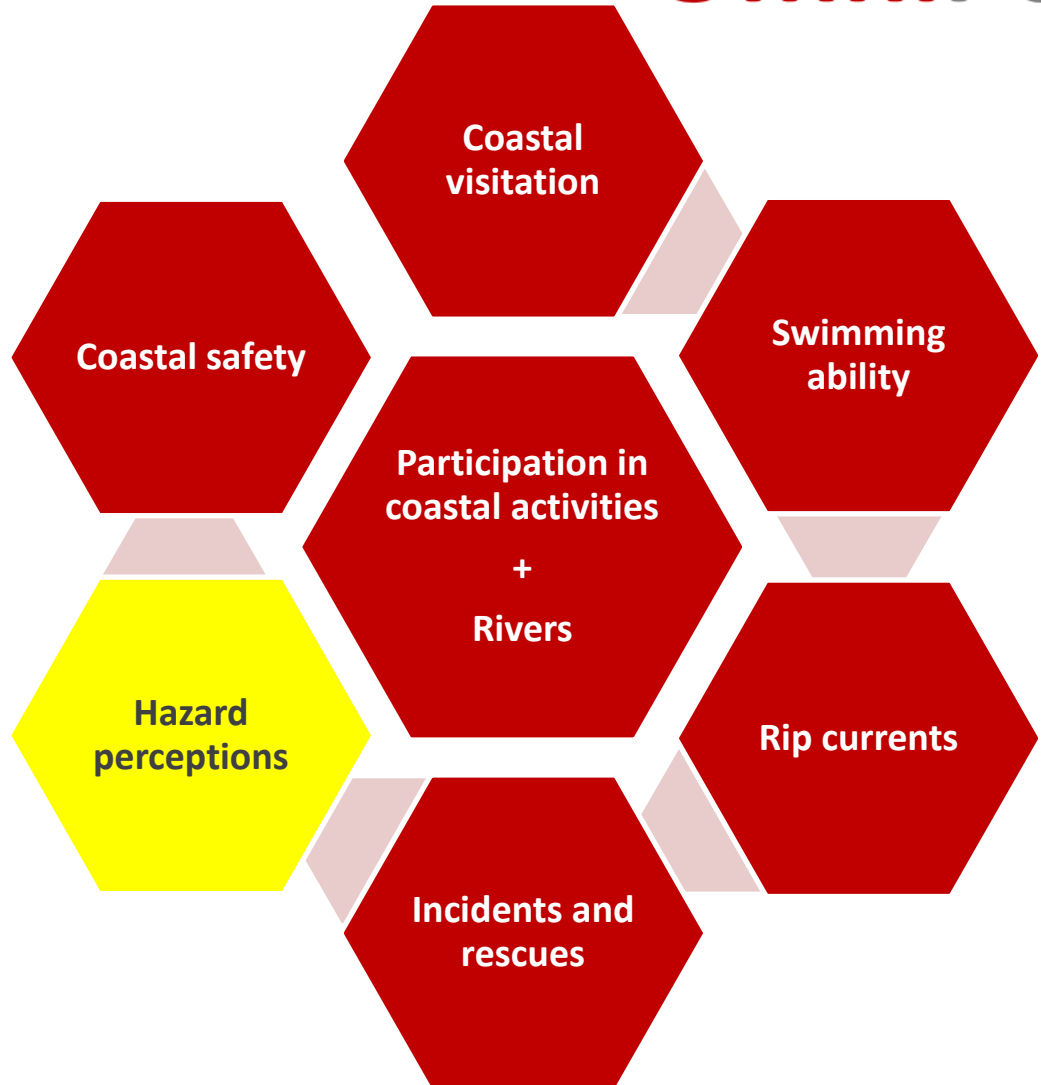 Coastal
visitation
Swimming
ability
Coastal safety
Participation in
coastal activities
+
Rivers
Hazard
perceptions
Rip currents
Incidents and
rescues